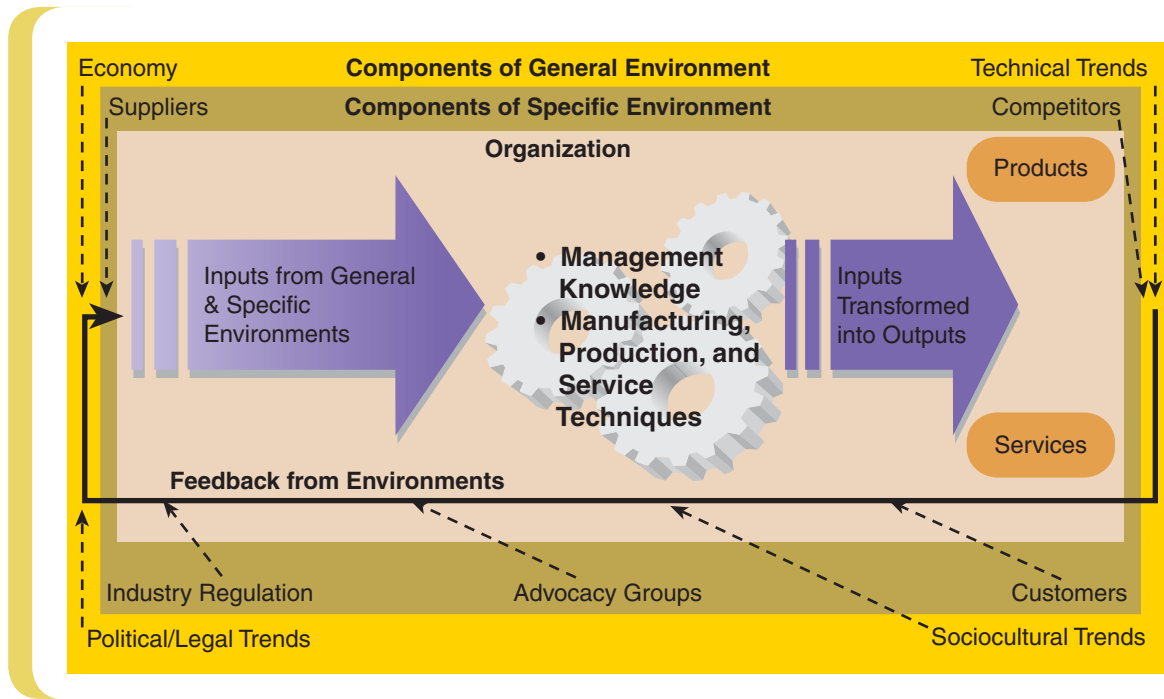 Economy
Components of General Environment
Technical Trends
Suppliers
Components of Specific Environment
Competitors
Organization
Products
Inputs from General
& Specific
Environments
• Management
Knowledge
• Manufacturing,
Production, and
Service
Techniques
Inputs
Transformed
into Outputs
Services
Feedback from Environments
Industry Regulation
Advocacy Groups
Customers
Political/Legal Trends
Sociocultural Trends